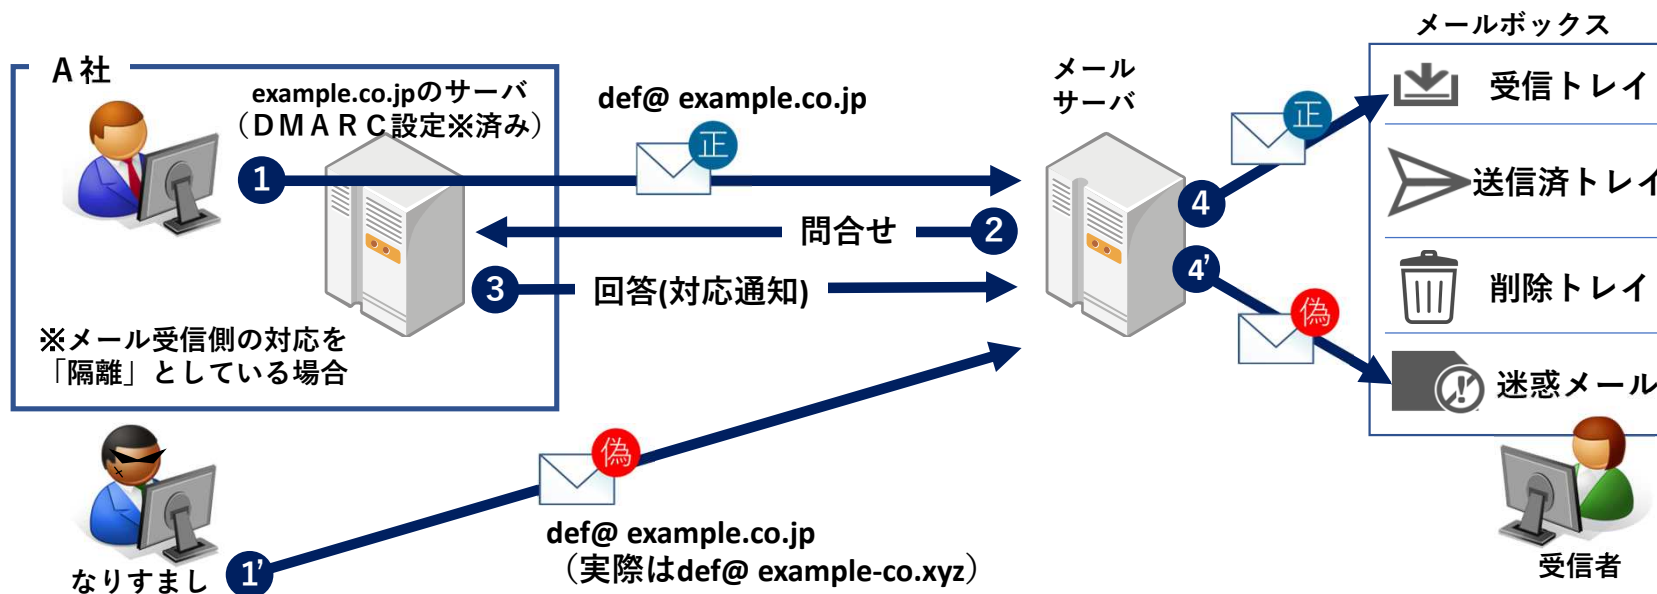 A社
example.co.jpのサーバ
（DMARC設定※済み）
def@ example.co.jp
正
1
メール
サーバ
メールボックス
正
受信トレイ
送信済トレイ
4
問合せ
2
3
回答(対応通知)
4’
削除トレイ
偽
迷惑メール
※メール受信側の対応を
「隔離」としている場合
偽
def@ example.co.jp
（実際はdef@ example-co.xyz）
1’
なりすまし
受信者